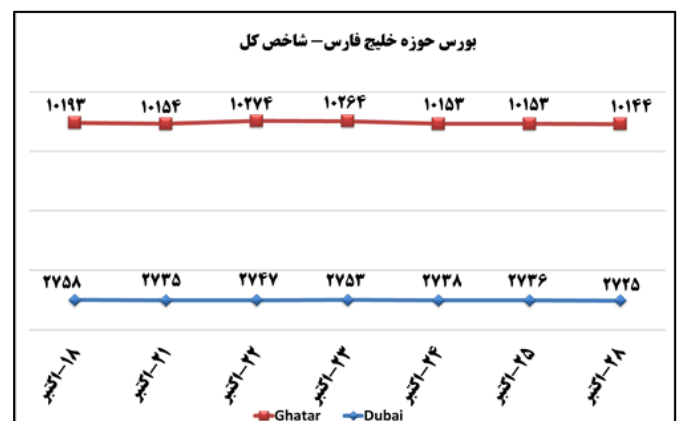 بورس حوزه خلیج فارس– شاخص کل
۱۰۱۹۳ ۱۰۱۵۴ ۱۰۲۷۴ ۱۰۲۶۴ ۱۰۱۵۳ ۱۰۱۵۳ ۱۰۱۴۴
۲۷۵۸ ۲۷۳۵ ۲۷۴۷ ۲۷۵۳ ۲۷۳۸ ۲۷۳۶ ۲۷۲۵
۱۸-اکتبر ۲۱-اکتبر ۲۲-اکتبر ۲۳-اکتبر ۲۴-اکتبر ۲۵-اکتبر ۲۸-اکتبر
Ghatar Dubai